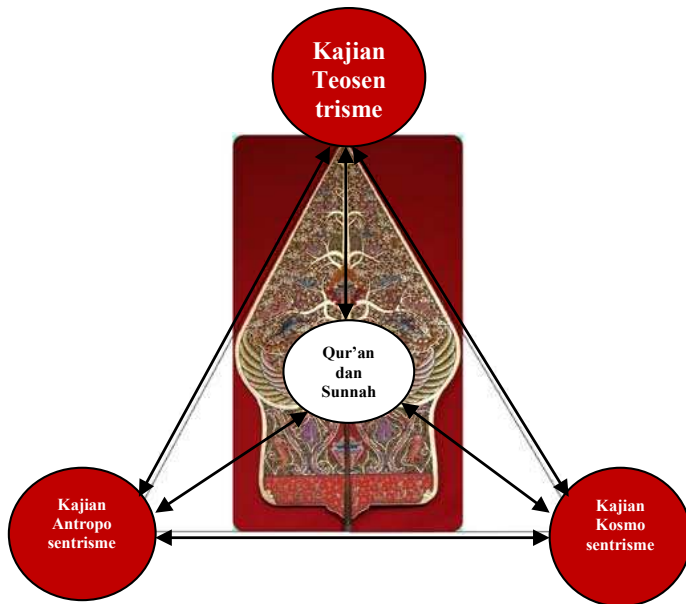 Kajian
Teosen
trisme
Qur'an
dan
Sunnah
Kajian
Antropo
sentrisme
Kajian
Kosmo
sentrisme